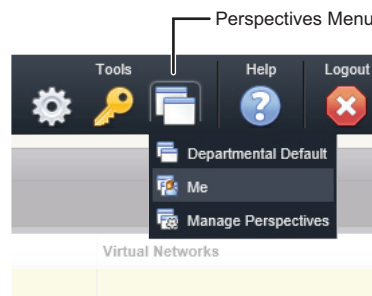 Perspectives Menu
Tools Help Logout
Departmental Default
Me
Manage Perspectives
Virtual Networks